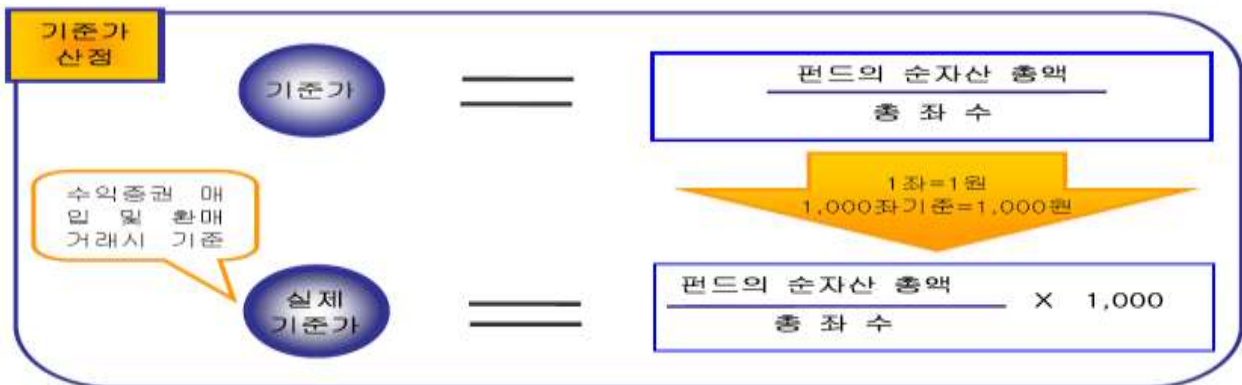 기준가
산정
기준가
펀드의 순자산 총액
총 좌 수
1좌=1원
1,000좌기준=1,000원
수익증권 매
입 및 환매
거래시 기준
실제
기준가
펀드의 순자산 총액
총 좌 수
X 1,000